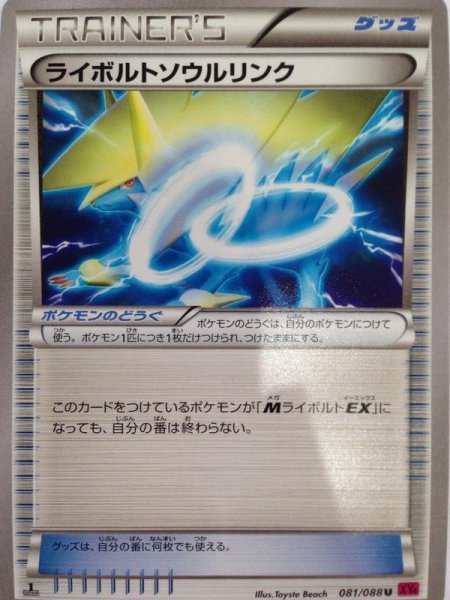 TRAINER'S グッズ
ライボルトソウルリンク
ポケモンのどうぐ ポケモンのどうぐは、自分のポケモンにつけて
使う。ポケモン1匹につき1枚だけつけられ、つけたままにする。
このカードをつけているポケモンが「MライボルトEX」に
なっても、自分の番は終わらない。
グッズは、自分の番に何枚でも使える。
Illus.Toyste Beach 081/088 U